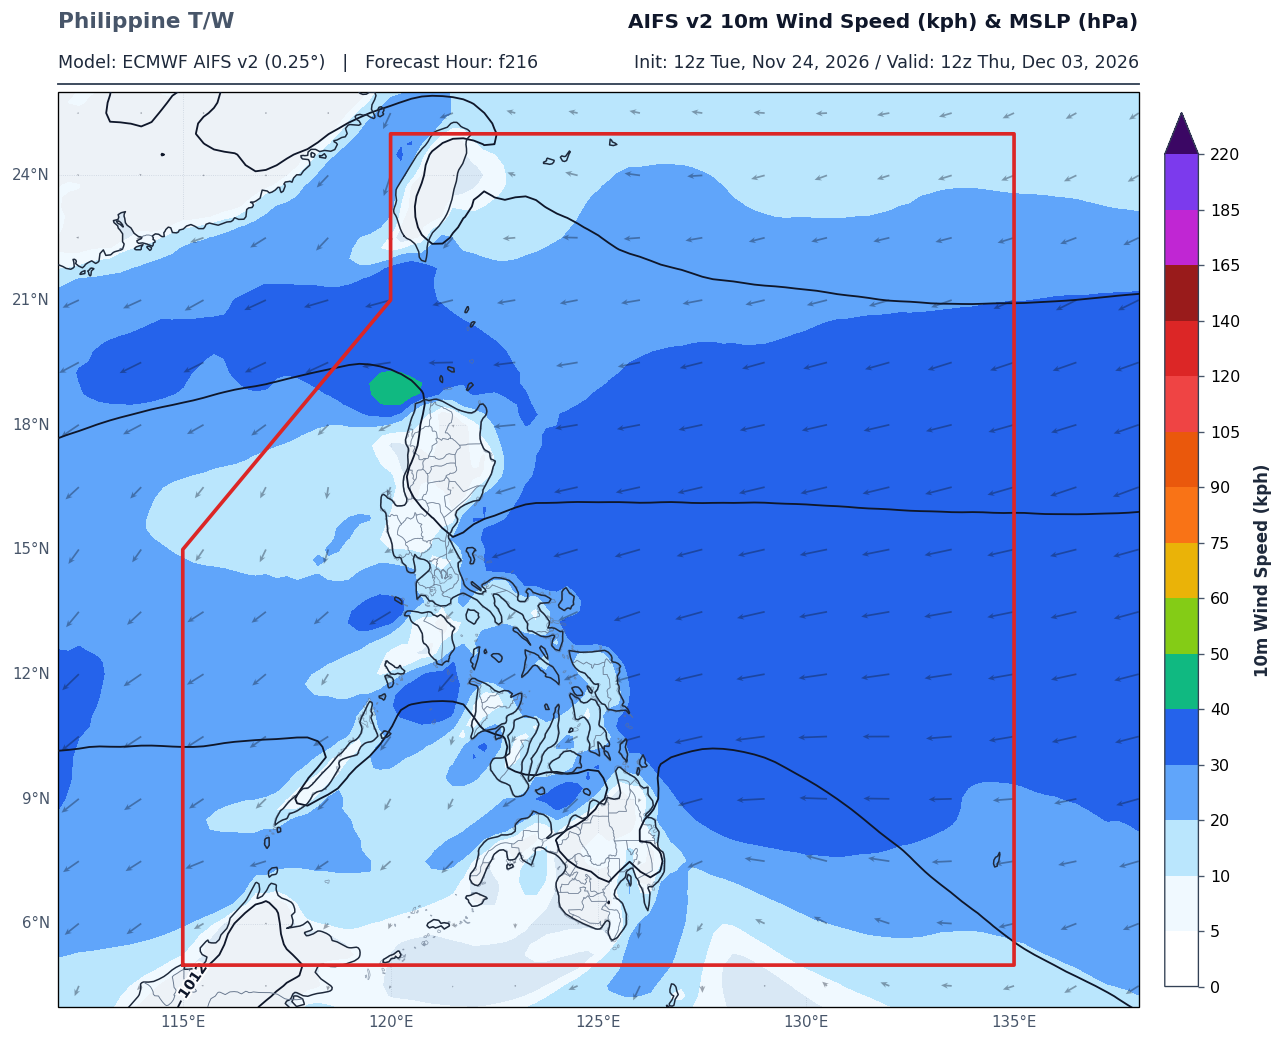 Philippine T/W
AIFS v2 10m Wind Speed (kph) & MSLP (hPa)
Model: ECMWF AIFS v2 (0.25°) | Forecast Hour: f216
Init: 12z Tue, Nov 24, 2026 / Valid: 12z Thu, Dec 03, 2026
24°N
21°N
18°N
15°N
12°N
9°N
6°N
115°E
120°E
125°E
130°E
135°E
1012
220
185
165
140
120
105
90
75
60
50
40
30
20
10
5
0
10m Wind Speed (kph)